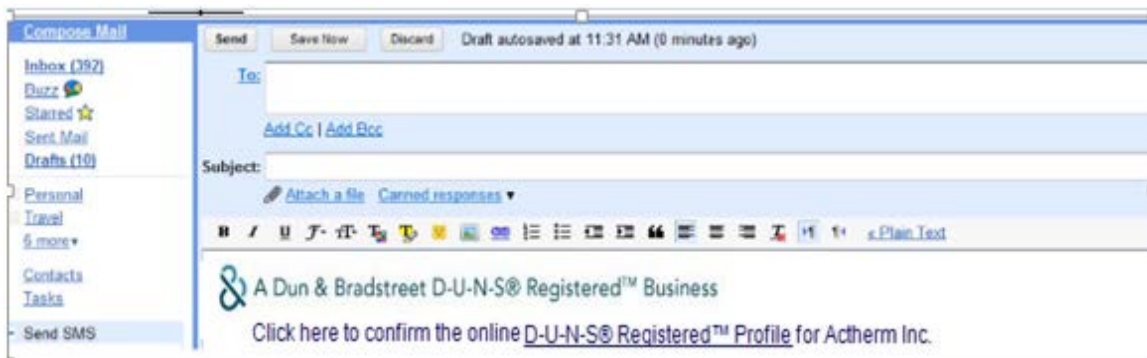 Compose Mail
Send Save Now Discard Draft autosaved at 11:31 AM (0 minutes ago)
Inbox (392)
To:
Buzz
Starred
Sent Mail
Add Cc | Add Bcc
Drafts (10)
Subject:
Personal
Attach a file Canned responses ▼
Travel
6 more▼
B I U « Plain Text
Contacts
Tasks
A Dun & Bradstreet D-U-N-S® Registered™ Business
Send SMS
Click here to confirm the online D-U-N-S® Registered™ Profile for Actherm Inc.